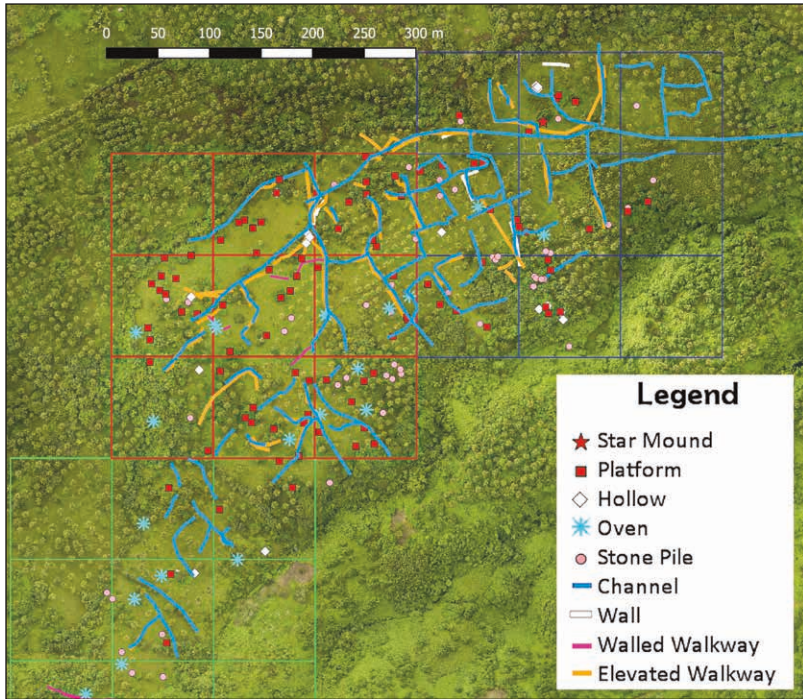 0 50 100 150 200 300 m
Legend
Star Mound
Platform
Hollow
Oven
Stone Pile
Channel
Wall
Walled Walkway
Elevated Walkway